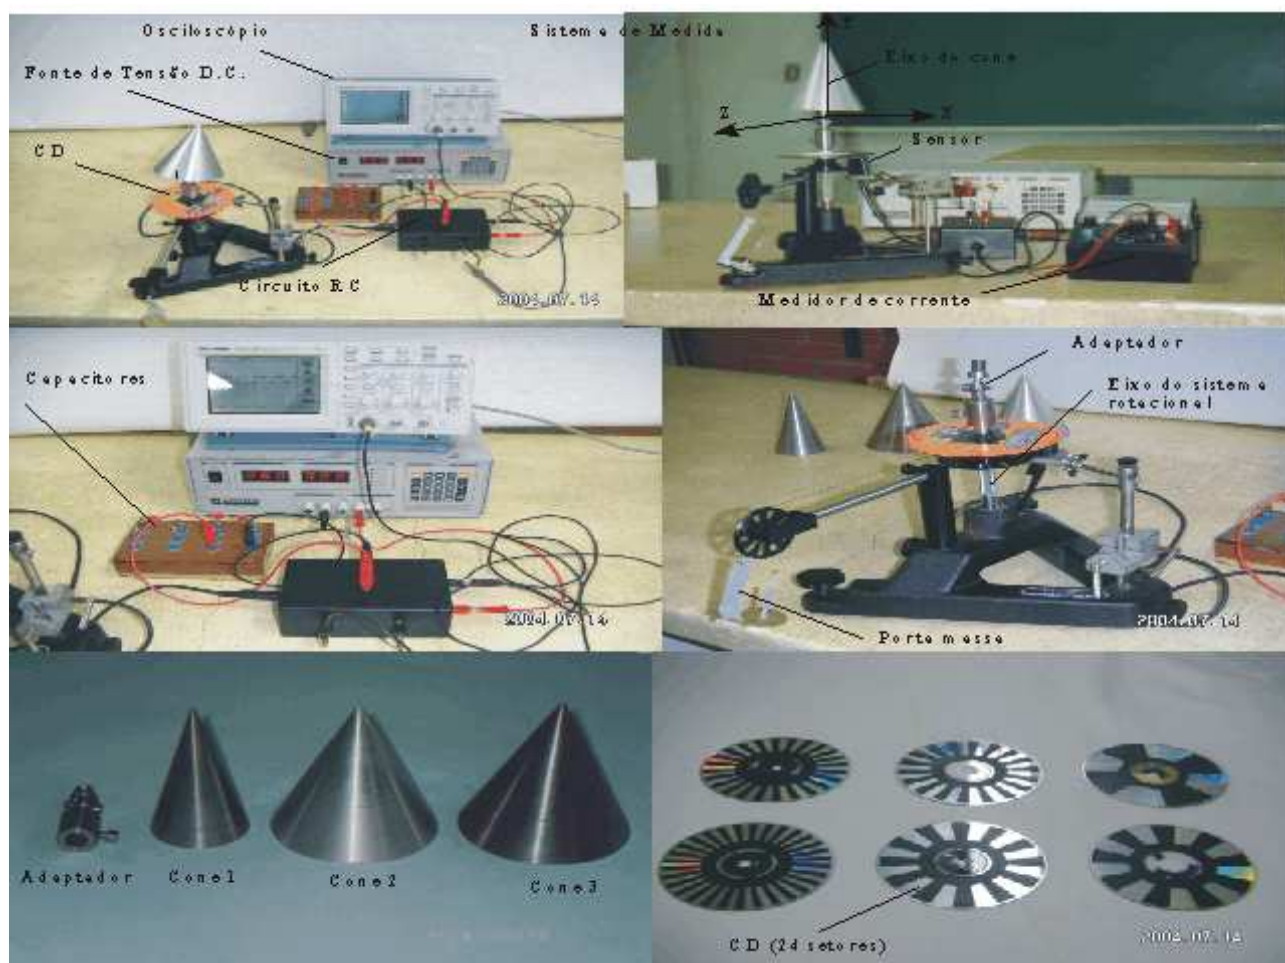 Osciloscópio
Sistema de Medida
Fonte de Tensão D.C.
CD
Circuito RC
2004.07.14
Eixo do cone
Z
X
Sensor
Medidor de corrente
Capacitores
2004.07.14
Adaptador
Eixo do sistema
rotacional
Porta massa
2004.07.14
Adaptador
Cone1
Cone2
Cone3
CD (24 setores)
2004.07.14